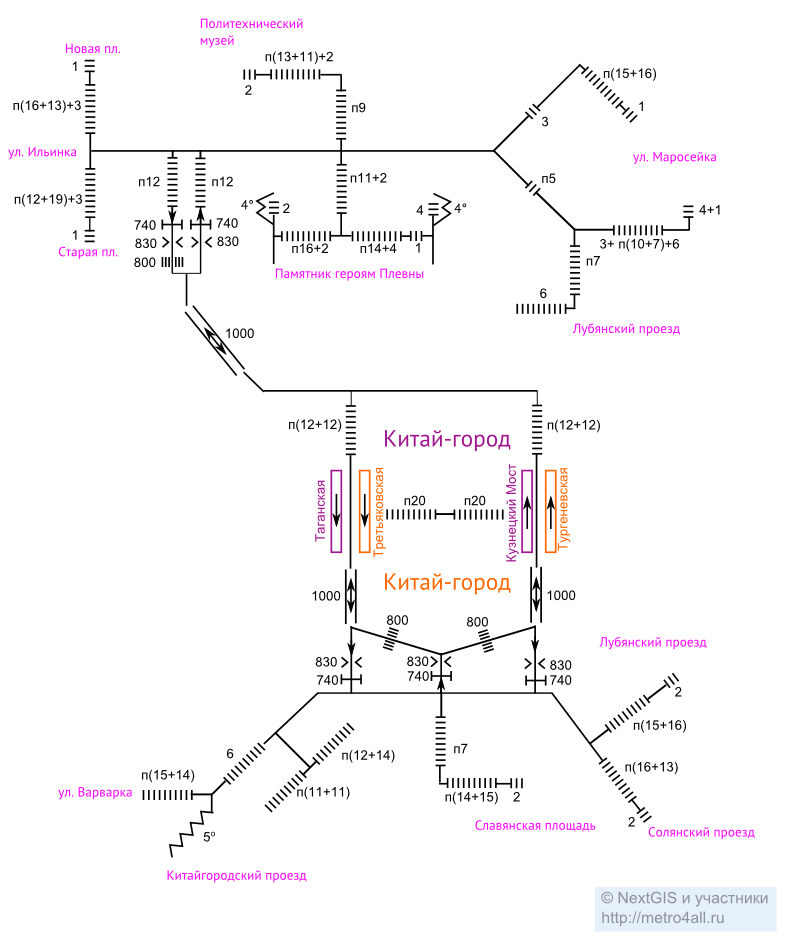 Политехнический
музей
Новая пл.
1
п(13+11)+2
2
п(15+16)
1
п(16+13)+3
п9
3
ул. Ильинка
ул. Маросейка
п12
п12
п11+2
п5
п(12+19)+3
4°
2
4
4°
4+1
740
740
1
830
830
п16+2
п14+4
1
3+ п(10+7)+6
Старая пл.
800
п7
Памятник героям Плевны
6
Лубянский проезд
1000
п(12+12)
п(12+12)
Китай-город
Таганская
Третьяковская
п20
п20
Кузнецкий Мост
Тургеневская
Китай-город
1000
1000
800
800
Лубянский проезд
830
830
830
740
740
740
2
п(15+16)
6
п(12+14)
п7
п(16+13)
п(15+14)
ул. Варварка
п(11+11)
п(14+15)
2
2
5°
Славянская площадь
Солянский проезд
Китайгородский проезд
© NextGIS и участники
http://metro4all.ru